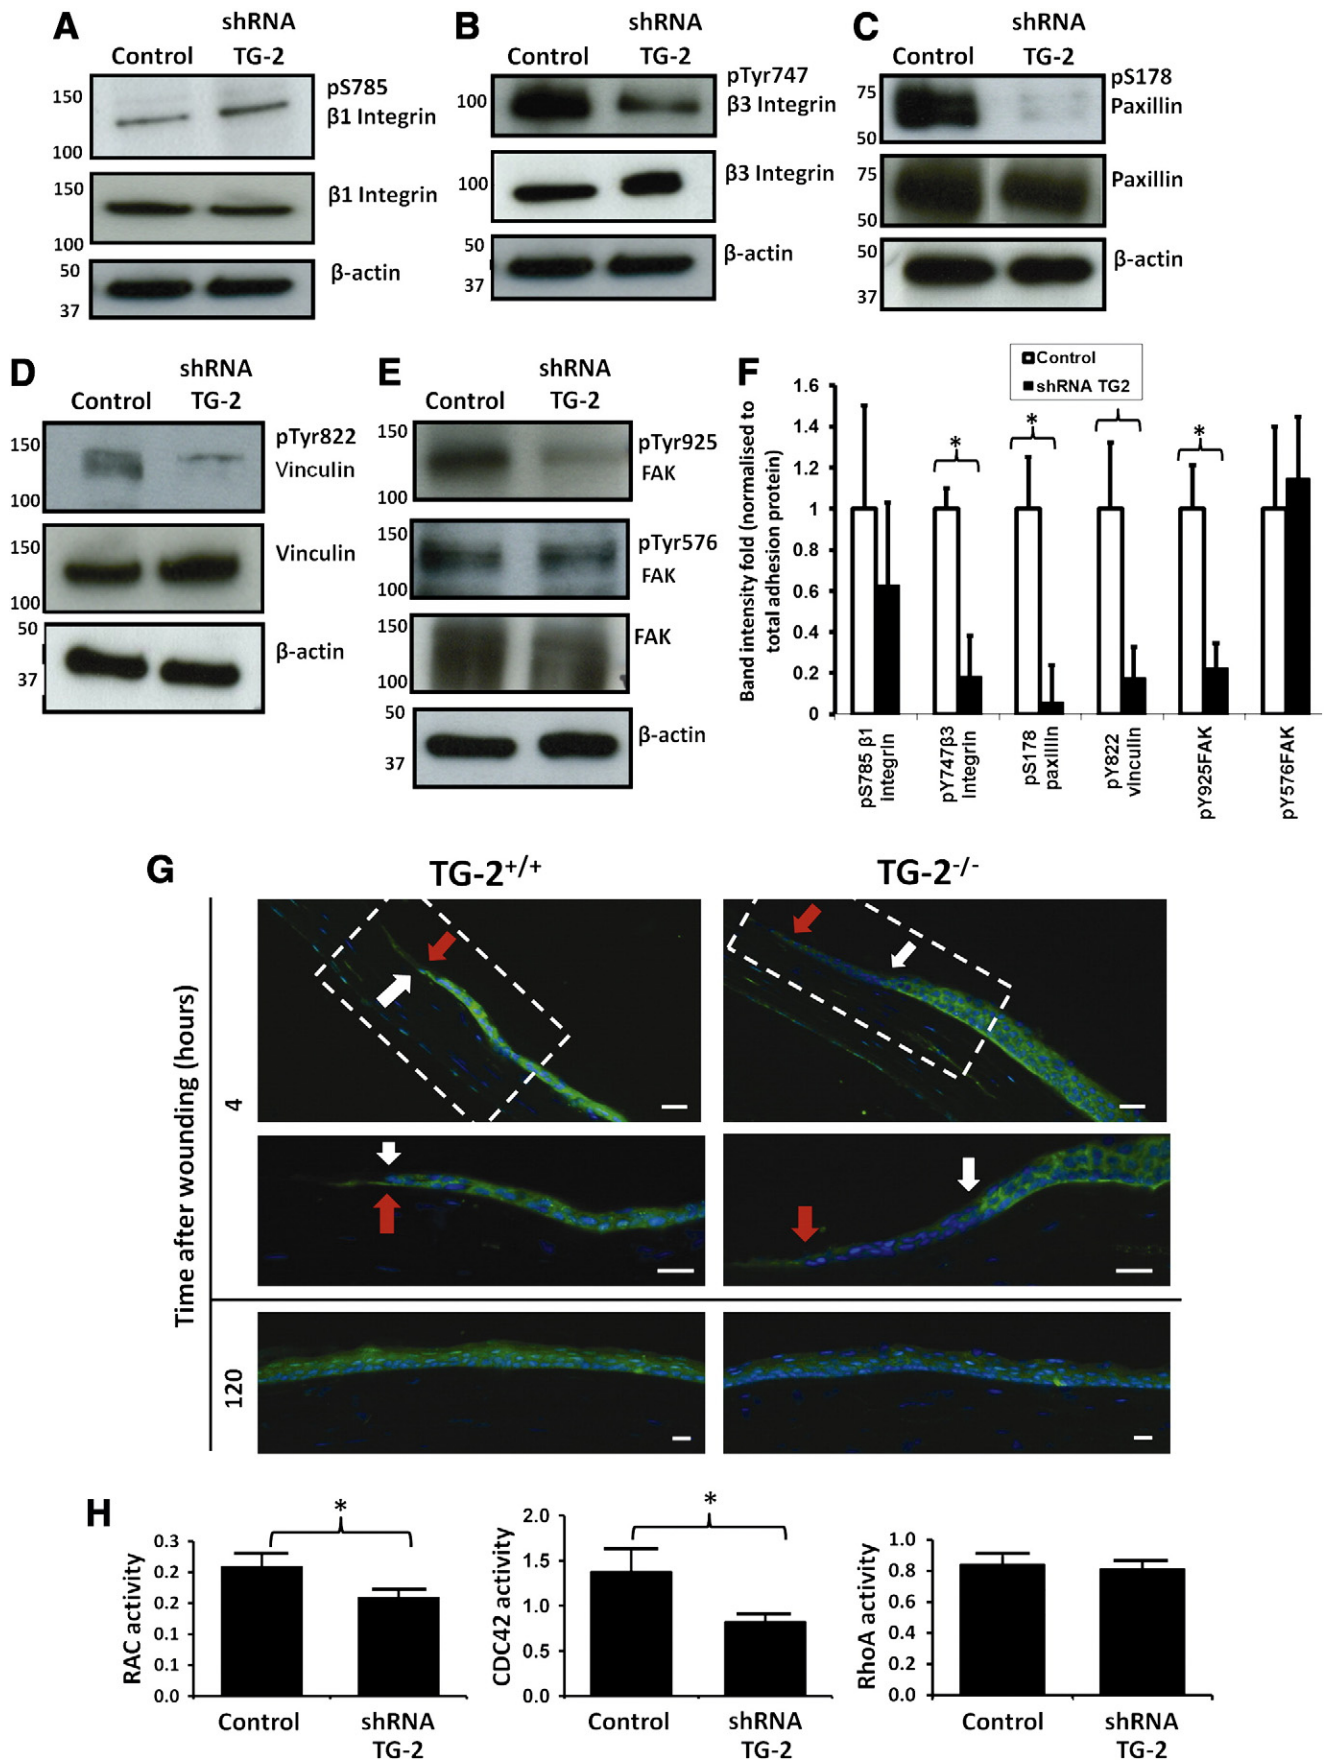 A
shRNA
Control TG-2
150
100
pS785
β1 Integrin
150
100
β1 Integrin
50
37
β-actin
B
shRNA
Control TG-2
100
pTyr747
β3 Integrin
100
β3 Integrin
50
37
β-actin
C
shRNA
Control TG-2
75
50
pS178
Paxillin
75
50
Paxillin
50
37
β-actin
D
shRNA
Control TG-2
150
100
pTyr822
Vinculin
150
100
Vinculin
50
37
β-actin
E
shRNA
Control TG-2
150
100
pTyr925
FAK
150
100
pTyr576
FAK
150
100
FAK
50
37
β-actin
F
Control
shRNA TG2
Band intensity fold (normalised to
total adhesion protein)
1.6
1.4
1.2
1
0.8
0.6
0.4
0.2
0
* * *
pS785 β1
integrin
pY747β3
Integrin
pS178
paxillin
pY822
vinculin
pY925FAK
pY576FAK
G
TG-2+/+ TG-2-/-
Time after wounding (hours)
4
120
H
RAC activity
0.3
0.2
0.2
0.1
0.1
0.0
*
Control shRNA
TG-2
CDC42 activity
2.0
1.5
1.0
0.5
0.0
*
Control shRNA
TG-2
RhoA activity
1.0
0.8
0.6
0.4
0.2
0.0
Control shRNA
TG-2